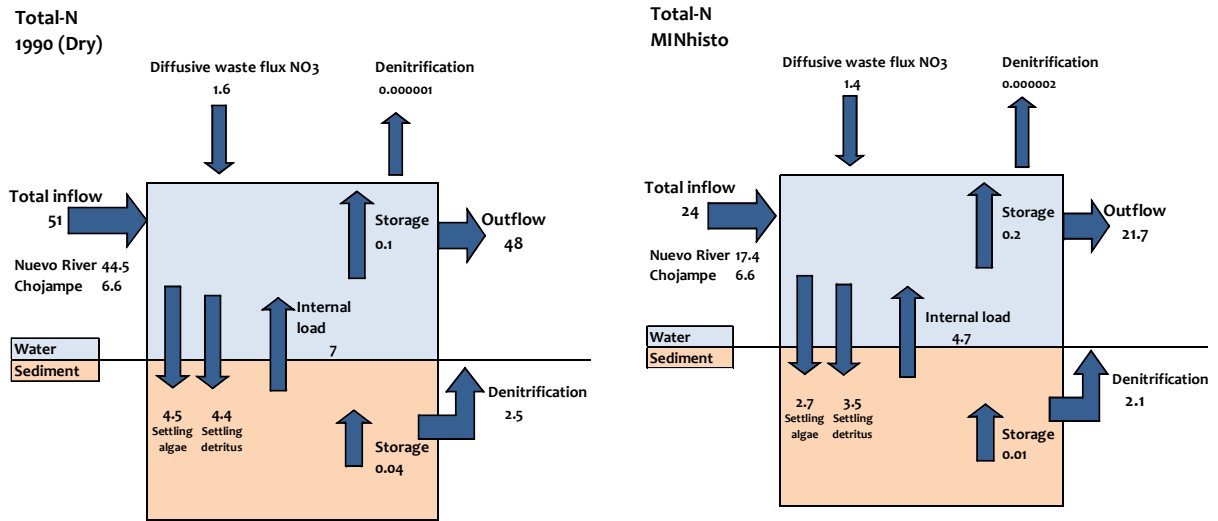 Total-N
1990 (Dry)
Diffusive waste flux NO3
1.6
Denitrification
0.000001
Total inflow
51
Nuevo River 44.5
Chojampe 6.6
Storage
0.1
Outflow
48
Internal
load
7
Water
Sediment
4.5
Settling
algae
4.4
Settling
detritus
Storage
0.04
Denitrification
2.5
Total-N
MINhisto
Diffusive waste flux NO3
1.4
Denitrification
0.000002
Total inflow
24
Nuevo River 17.4
Chojampe 6.6
Storage
0.2
Outflow
21.7
Internal load
4.7
Water
Sediment
2.7
Settling
algae
3.5
Settling
detritus
Storage
0.01
Denitrification
2.1